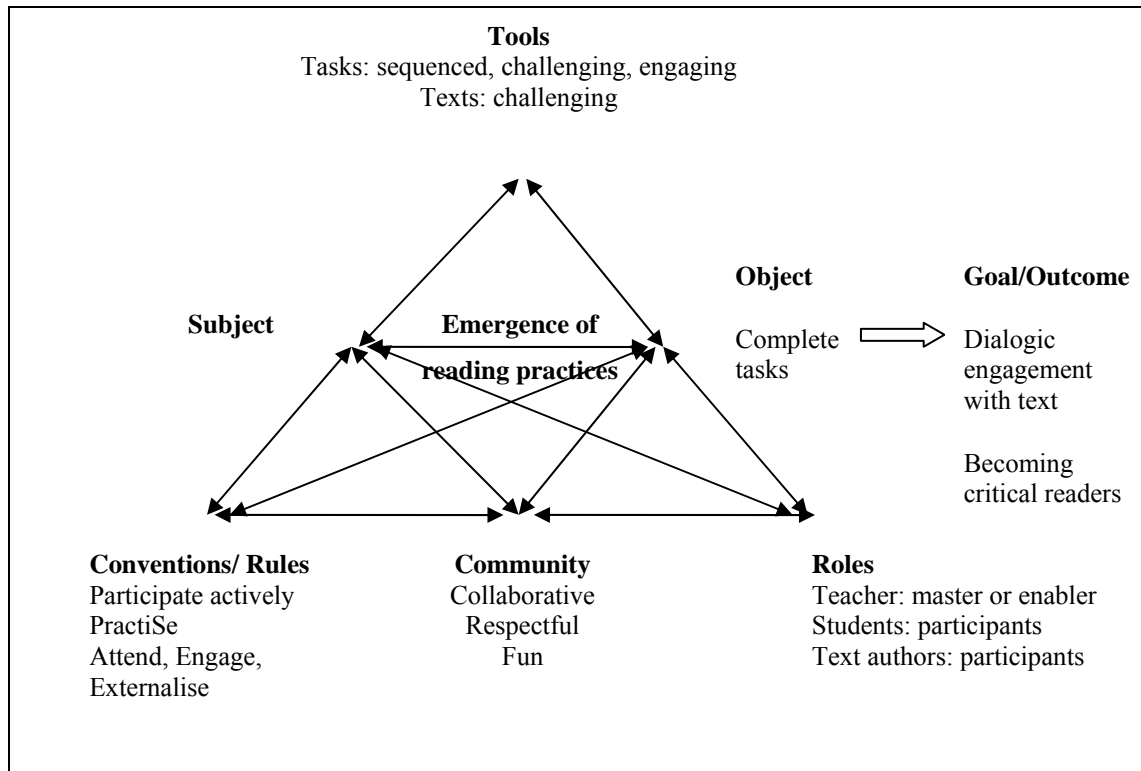 Tools
Tasks: sequenced, challenging, engaging
Texts: challenging
Subject
Emergence of
reading practices
Object
Complete
tasks
Goal/Outcome
Dialogic
engagement
with text
Becoming
critical readers
Conventions/ Rules
Participate actively
PractiSe
Attend, Engage,
Externalise
Community
Collaborative
Respectful
Fun
Roles
Teacher: master or enabler
Students: participants
Text authors: participants